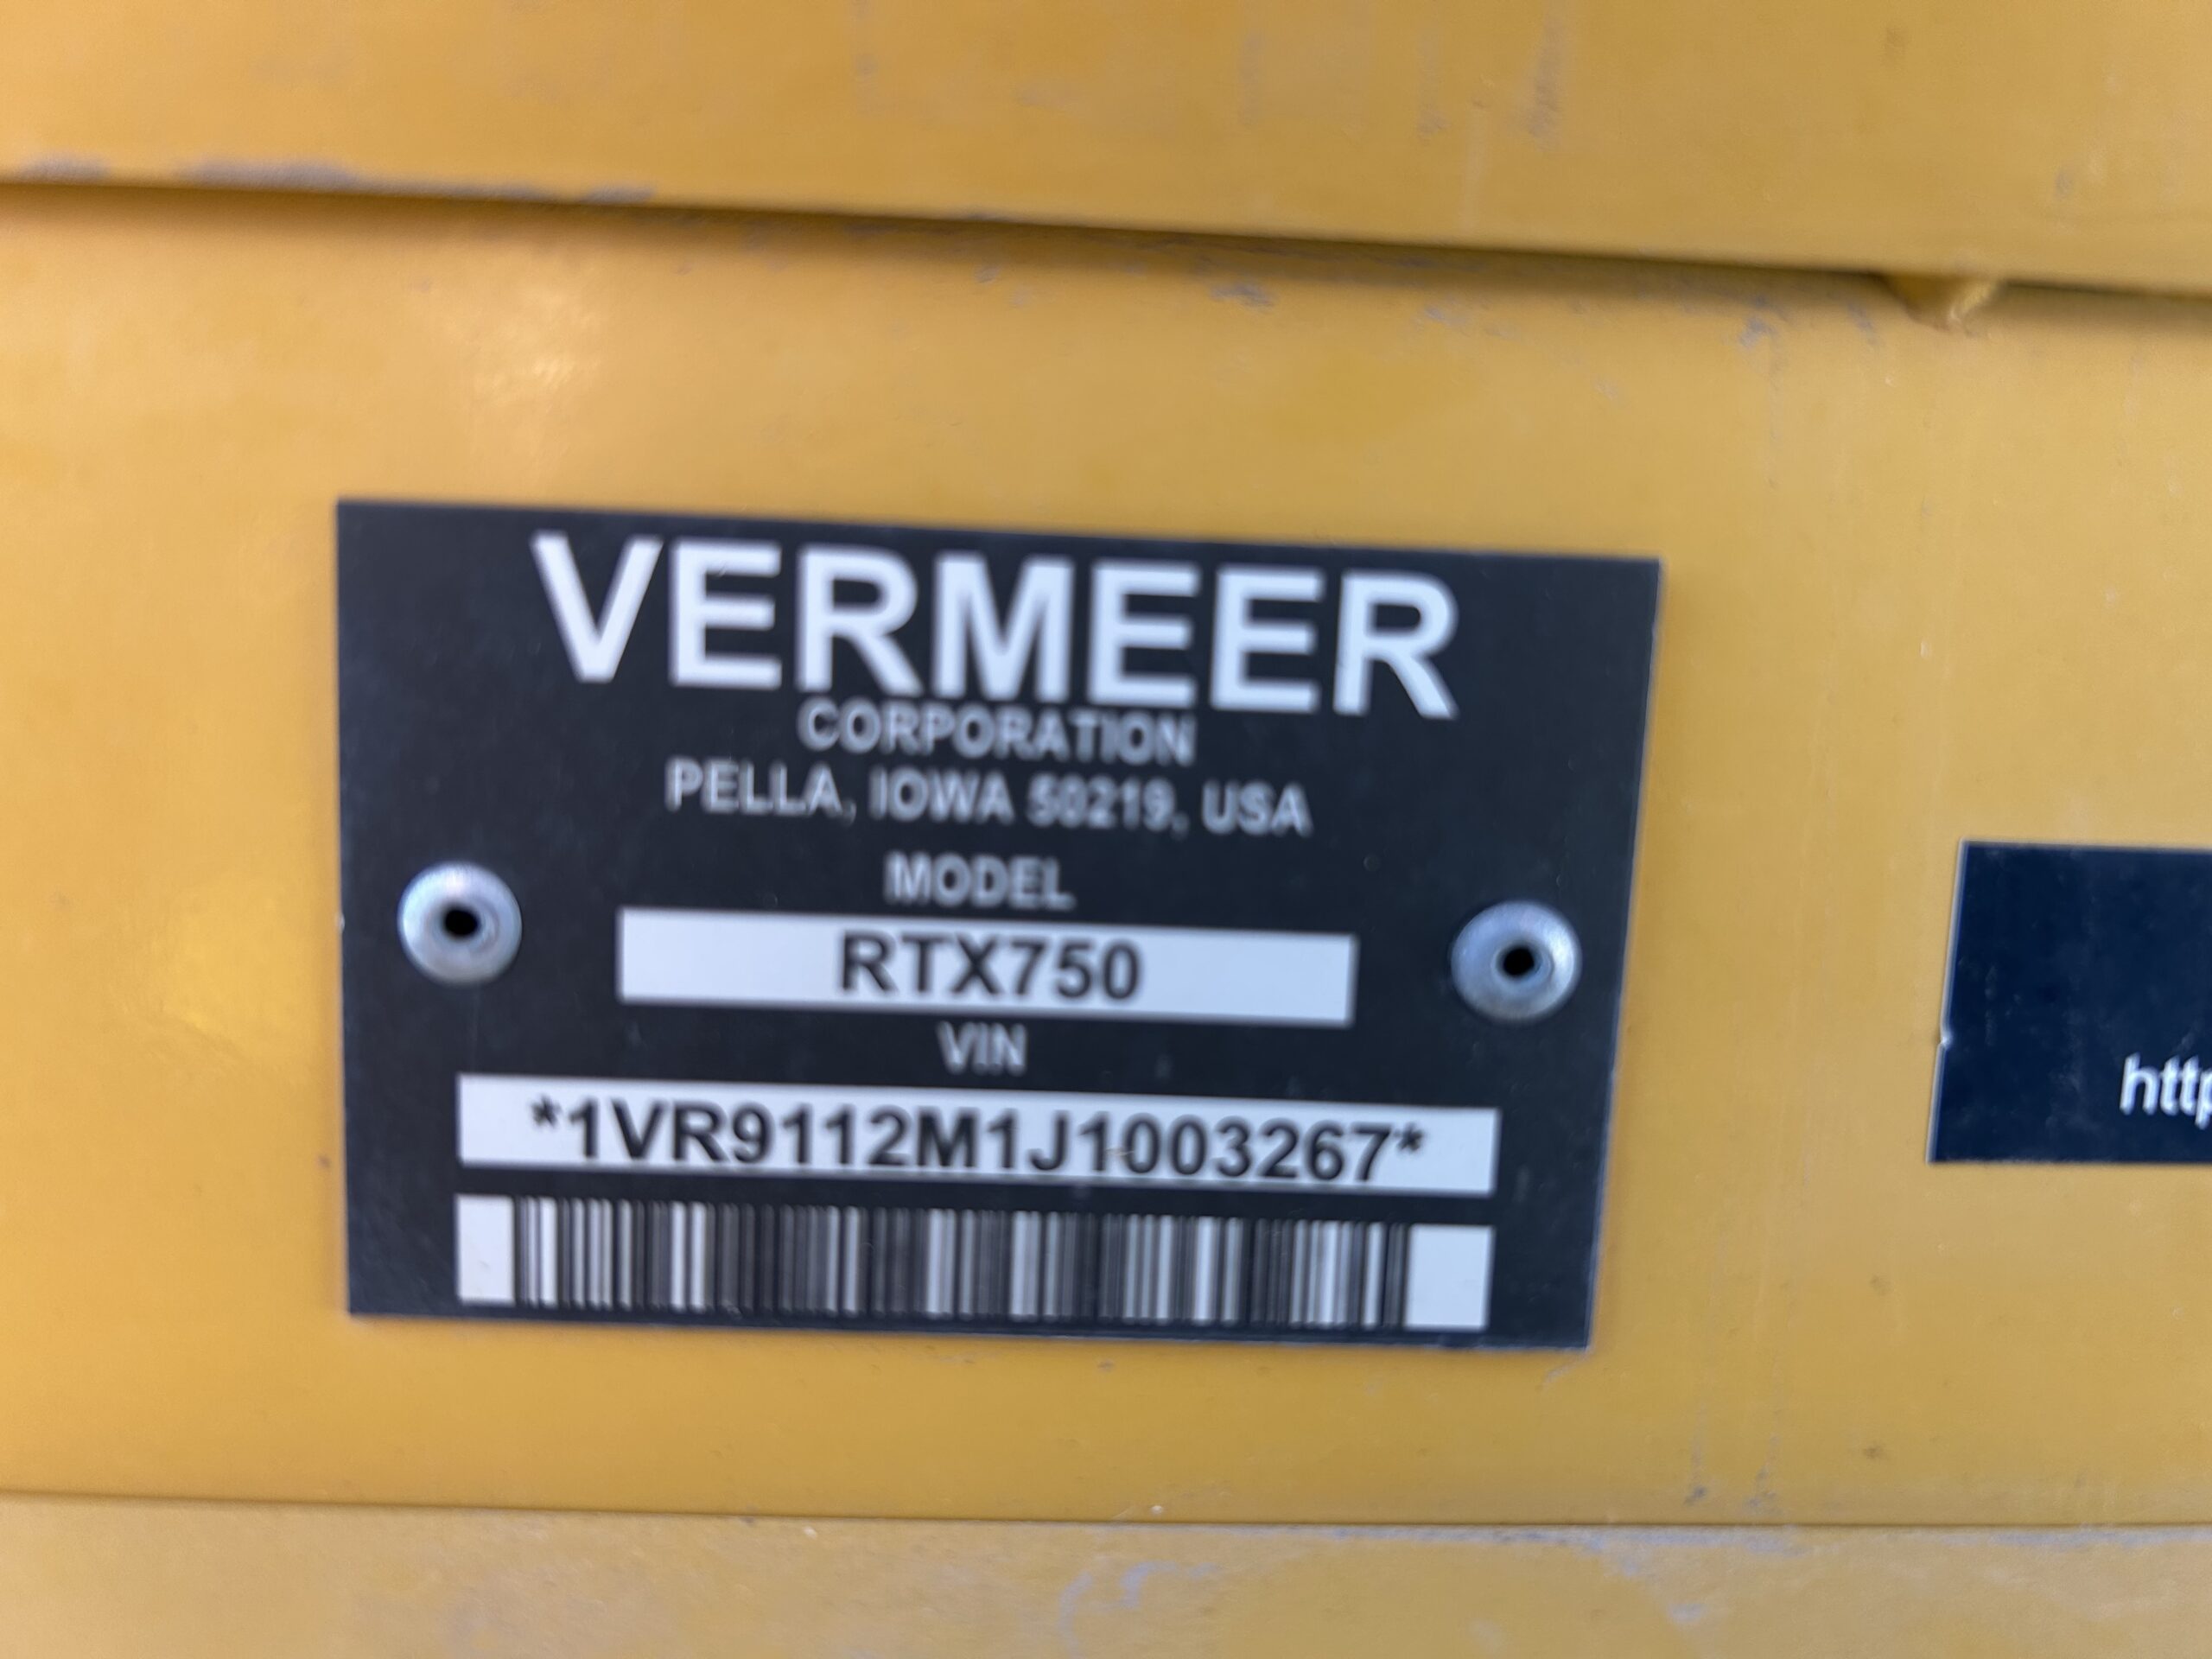 VERMEER
CORPORATION
PELLA, IOWA 50219, USA
MODEL
RTX750
VIN
*1VR9112M1J1003267*
http